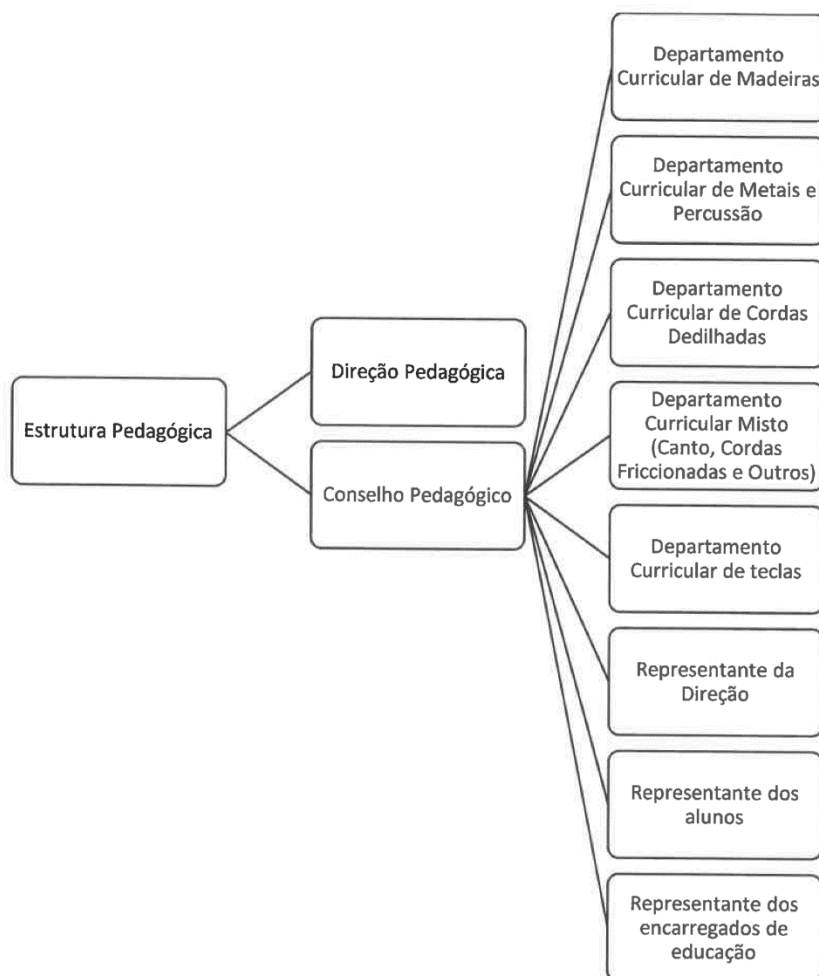 Estrutura Pedagógica
Direção Pedagógica
Conselho Pedagógico
Departamento
Curricular de Madeiras
Departamento
Curricular de Metais e
Percussão
Departamento
Curricular de Cordas
Dedilhadas
Departamento
Curricular Misto
(Canto, Cordas
Friccionadas e Outros)
Departamento
Curricular de teclas
Representante da
Direção
Representante dos
alunos
Representante dos
encarregados de
educação